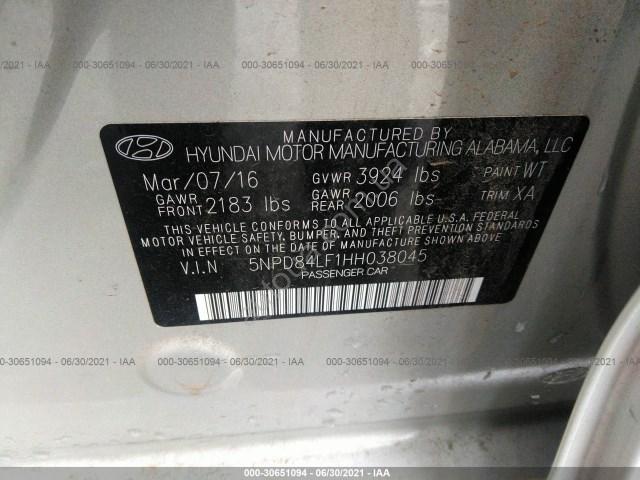 000-30651094 - 06/30/2021 - IAA
MANUFACTURED BY
HYUNDAI MOTOR MANUFACTURING ALABAMA, LLC
Mar/07/16 GVWR 3924 lbs PAINT WT
GAWR FRONT 2183 lbs GAWR REAR 2006 lbs TRIM XA
THIS VEHICLE CONFORMS TO ALL APPLICABLE U.S.A. FEDERAL
MOTOR VEHICLE SAFETY, BUMPER, AND THEFT PREVENTION STANDARDS
IN EFFECT ON THE DATE OF MANUFACTURE SHOWN ABOVE.
V.I.N 5NPD84LF1HH038045
PASSENGER CAR
000-30651094 - 06/30/2021 - IAA
000-30651094 - 06/30/2021 - IAA